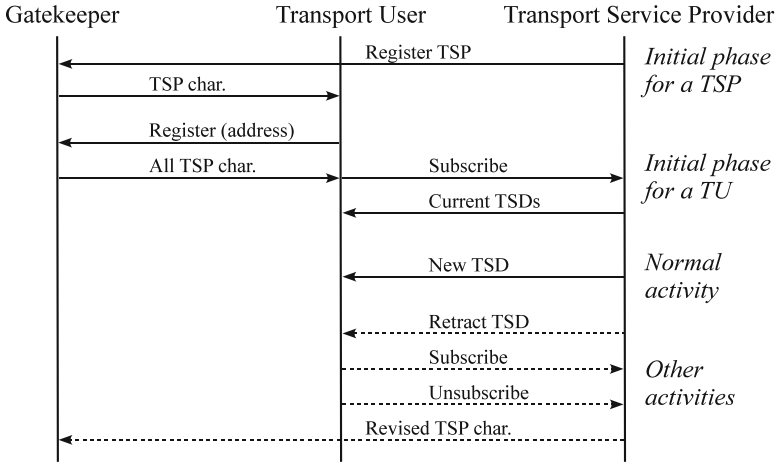 Gatekeeper Transport User Transport Service Provider
Register TSP
Initial phase
for a TSP
TSP char.
Register (address)
All TSP char.
Subscribe
Initial phase
for a TU
Current TSDs
New TSD
Normal
activity
Retract TSD
Subscribe
Other
activities
Unsubscribe
Revised TSP char.